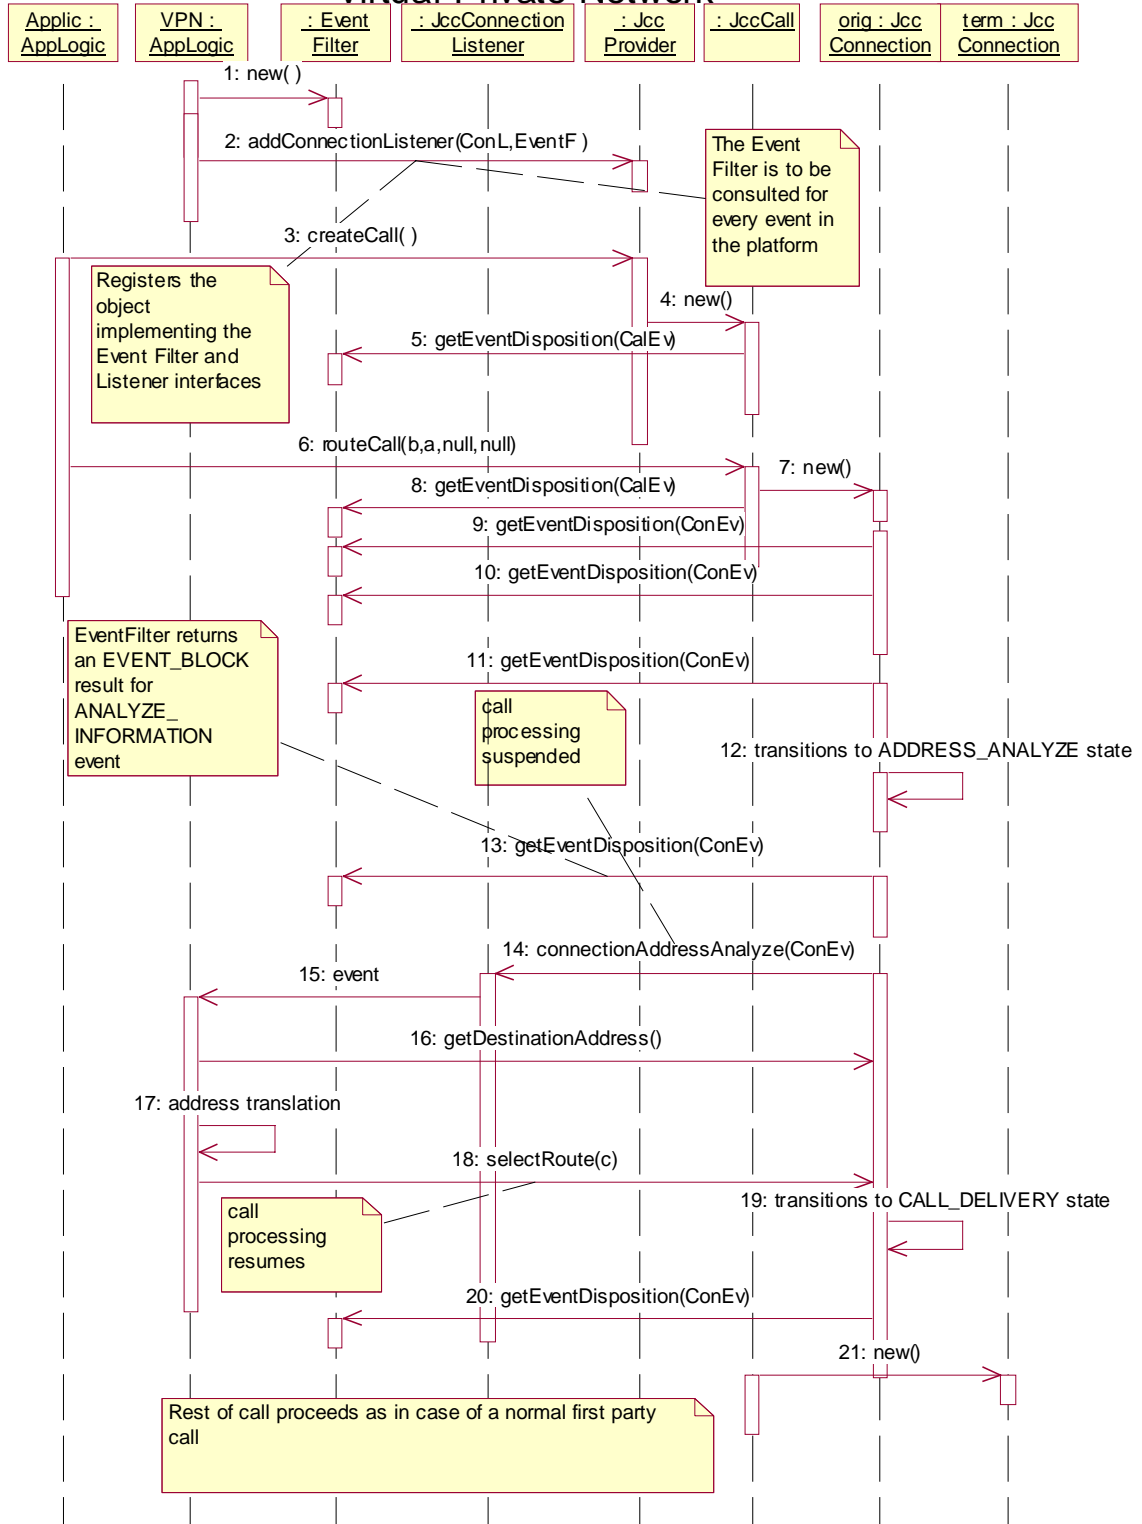 Virtual Private Network
Applic :
AppLogic
VPN :
AppLogic
: Event
Filter
: JccConnection
Listener
: Jcc
Provider
: JccCall
orig : Jcc
Connection
term : Jcc
Connection
1: new( )
2: addConnectionListener(ConL,EventF )
The Event
Filter is to be
consulted for
every event in
the platform
3: createCall( )
Registers the
object
implementing the
Event Filter and
Listener interfaces
4: new()
5: getEventDisposition(CalEv)
6: routeCall(b,a,null,null)
7: new()
8: getEventDisposition(CalEv)
9: getEventDisposition(ConEv)
10: getEventDisposition(ConEv)
EventFilter returns
an EVENT_BLOCK
result for
ANALYZE_
INFORMATION
event
11: getEventDisposition(ConEv)
call
processing
suspended
12: transitions to ADDRESS_ANALYZE state
13: getEventDisposition(ConEv)
14: connectionAddressAnalyze(ConEv)
15: event
16: getDestinationAddress()
17: address translation
18: selectRoute(c)
call
processing
resumes
19: transitions to CALL_DELIVERY state
20: getEventDisposition(ConEv)
21: new()
Rest of call proceeds as in case of a normal first party
call